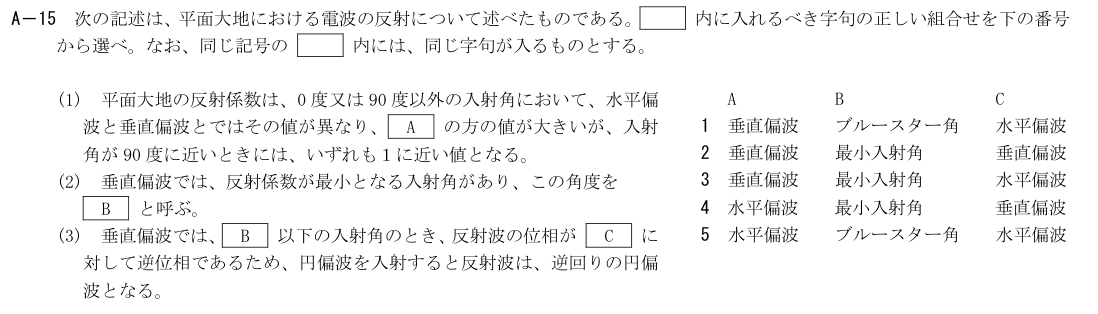 A－15 次の記述は、平面大地における電波の反射について述べたものである。 内に入れるべき字句の正しい組合せを下の番号
から選べ。なお、同じ記号の 内には、同じ字句が入るものとする。
(1) 平面大地の反射係数は、0 度又は 90 度以外の入射角において、水平偏
波と垂直偏波とではその値が異なり、 A の方の値が大きいが、入射
角が 90 度に近いときには、いずれも 1 に近い値となる。
(2) 垂直偏波では、反射係数が最小となる入射角があり、この角度を
B と呼ぶ。
(3) 垂直偏波では、 B 以下の入射角のとき、反射波の位相が C に
対して逆位相であるため、円偏波を入射すると反射波は、逆回りの円偏
波となる。
A B C
1 垂直偏波 ブルースター角 水平偏波
2 垂直偏波 最小入射角 垂直偏波
3 垂直偏波 最小入射角 水平偏波
4 水平偏波 最小入射角 垂直偏波
5 水平偏波 ブルースター角 水平偏波